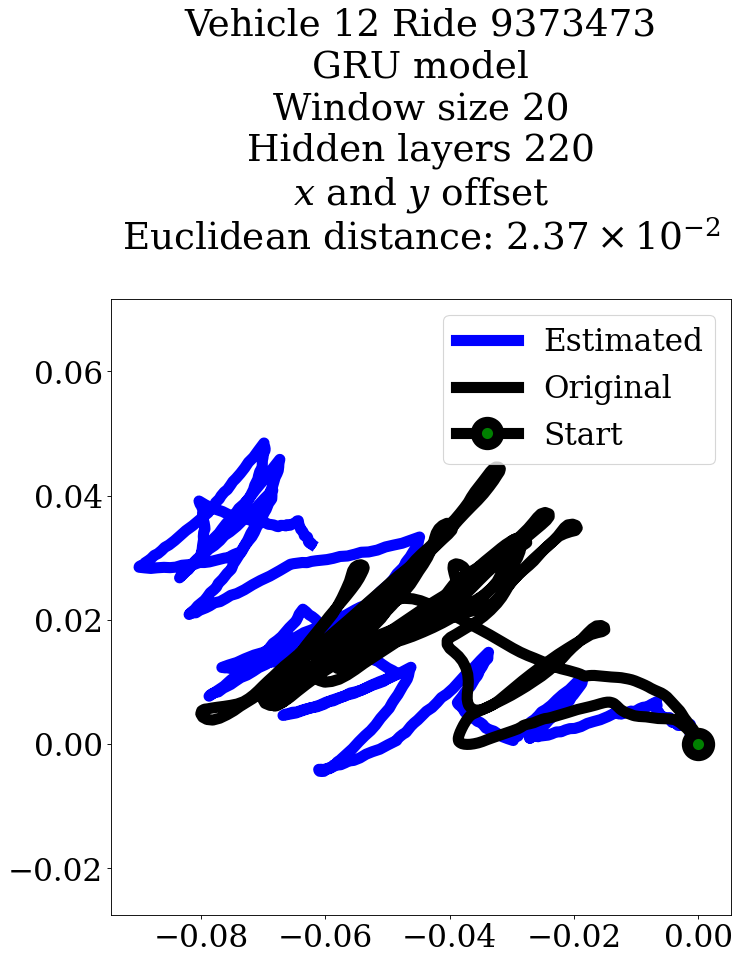 Vehicle 12 Ride 9373473
GRU model
Window size 20
Hidden layers 220
x and y offset
Euclidean distance: 2.37 × 10⁻²
Estimated
Original
Start
0.06
0.04
0.02
0.00
−0.02
−0.08 −0.06 −0.04 −0.02 0.00